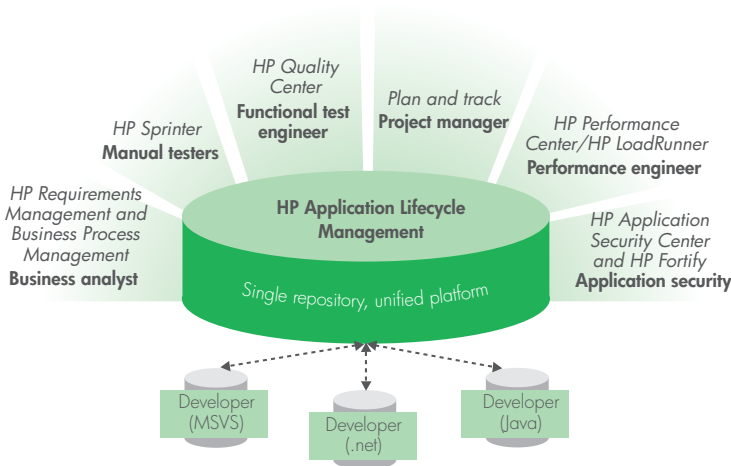 HP Requirements
Management and
Business Process
Management
Business analyst
HP Sprinter
Manual testers
HP Quality
Center
Functional test
engineer
Plan and track
Project manager
HP Performance
Center/HP LoadRunner
Performance engineer
HP Application
Security Center
and HP Fortify
Application security
HP Application Lifecycle
Management
Single repository, unified platform
Developer
(MSVS)
Developer
(.net)
Developer
(Java)